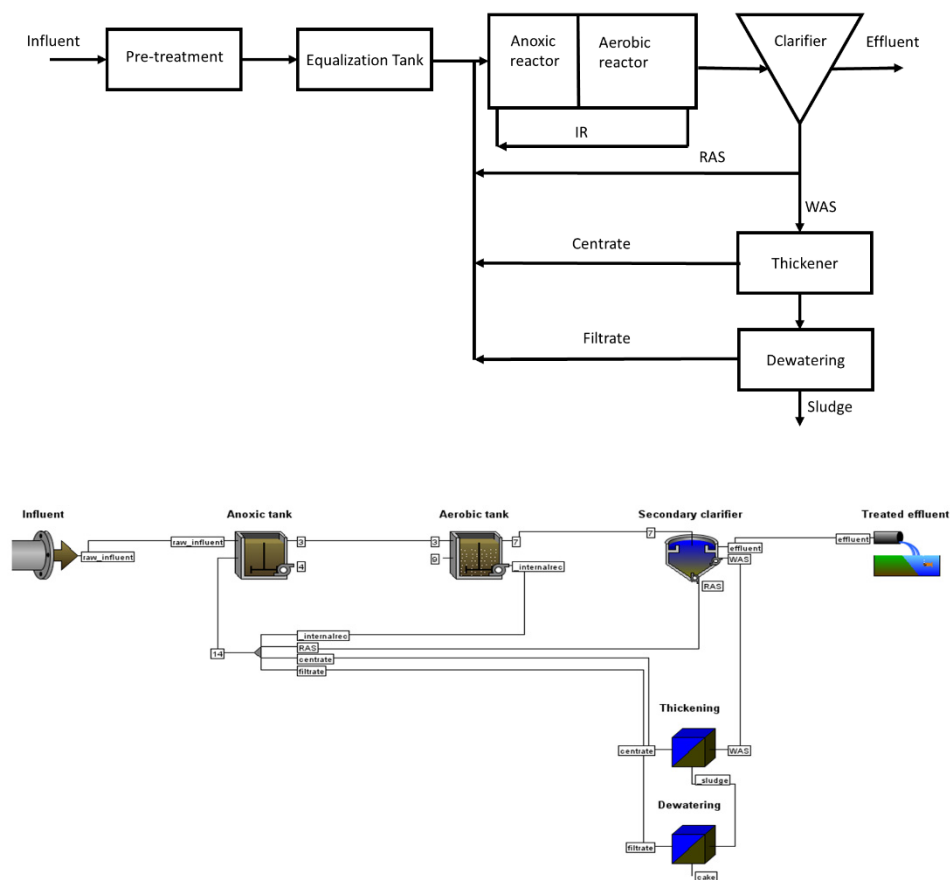 Influent
Pre-treatment
Equalization Tank
Anoxic
reactor
Aerobic
reactor
Clarifier
Effluent
IR
RAS
WAS
Centrate
Thickener
Filtrate
Dewatering
Sludge
Influent
Anoxic tank
Aerobic tank
Secondary clarifier
Treated effluent
raw_influent
raw_influent
3
3
7
7
effluent
effluent
4
_internalrec
WAS
RAS
_internalrec
RAS
14
centrate
filtrate
Thickening
centrate
WAS
_sludge
Dewatering
filtrate
cake